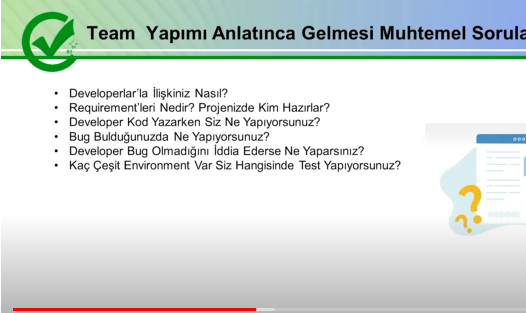 Team Yapımı Anlatınca Gelmesi Muhtemel Sorula
• Developerlar'la İlişkiniz Nasıl?
• Requirement'leri Nedir? Projenizde Kim Hazırlar?
• Developer Kod Yazarken Siz Ne Yapıyorsunuz?
• Bug Bulduğunuzda Ne Yapıyorsunuz?
• Developer Bug Olmadığını İddia Ederse Ne Yaparsınız?
• Kaç Çeşit Environment Var Siz Hangisinde Test Yapıyorsunuz?